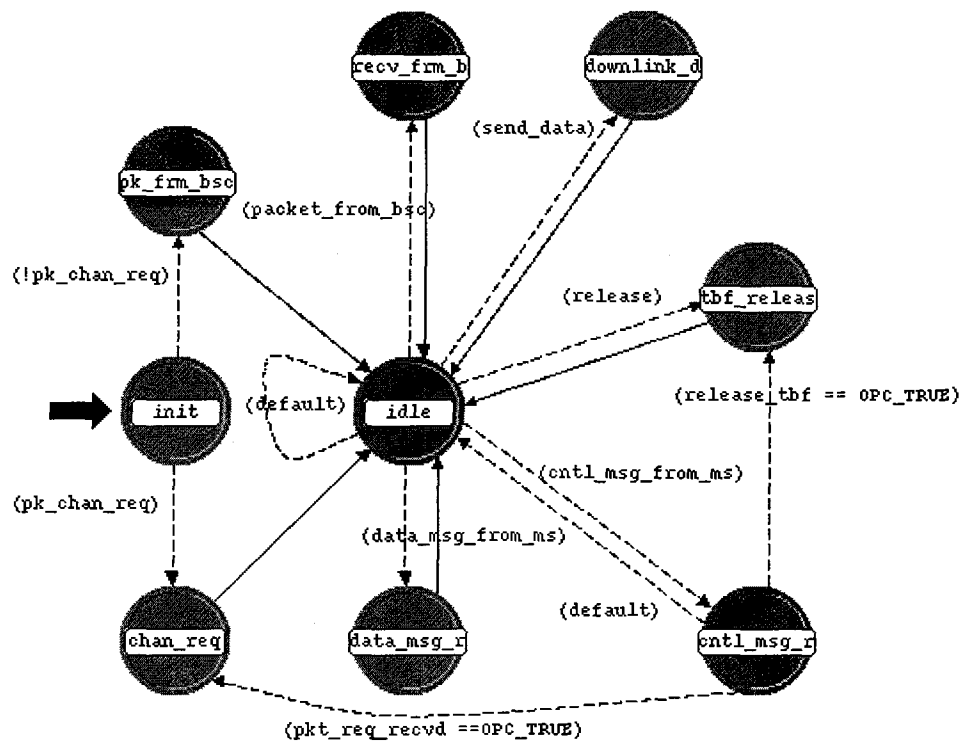 recv_frm_b
downlink_d
(send_data)
pk_frm_bsc
(packet_from_bsc)
(!pk_chan_req)
(release)
tbf_releas
init
(default)
idle
(release_tbf == OPC_TRUE)
(pk_chan_req)
(cntl_msg_from_ms)
(data_msg_from_ms)
(default)
chan_req
data_msg_r
cntl_msg_r
(pkt_req_recvd ==OPC_TRUE)